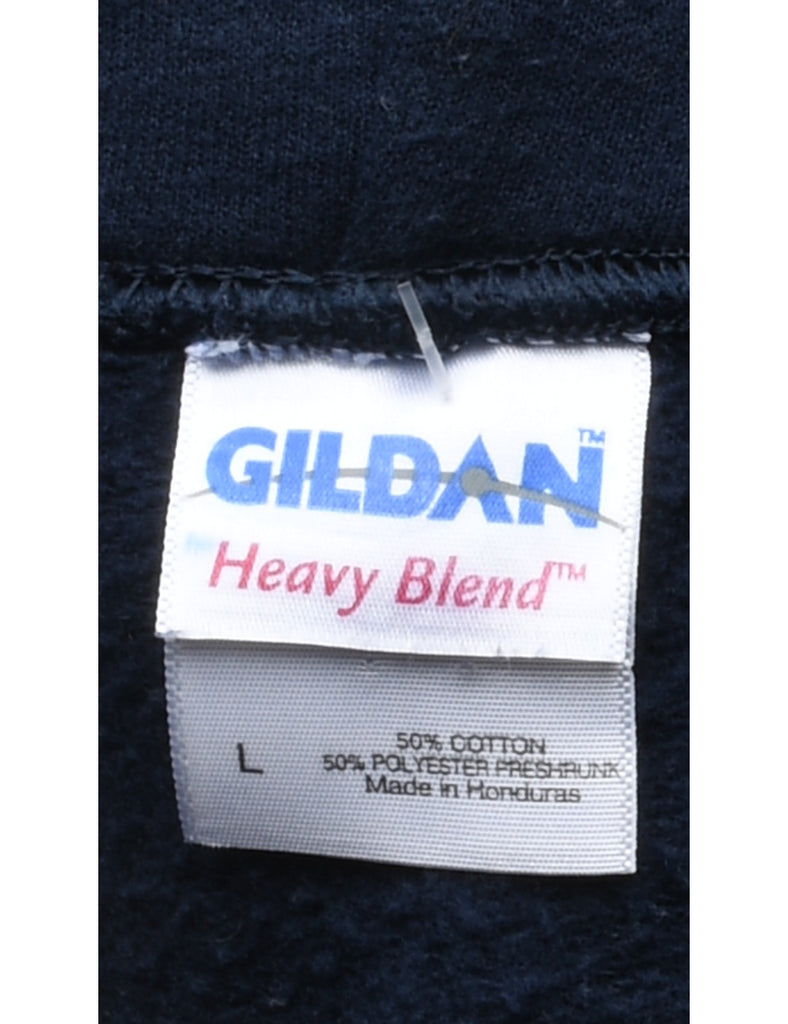 GILDAN™
Heavy Blend™
L
50% COTTON
50% POLYESTER PRESHRUNK
Made in Honduras